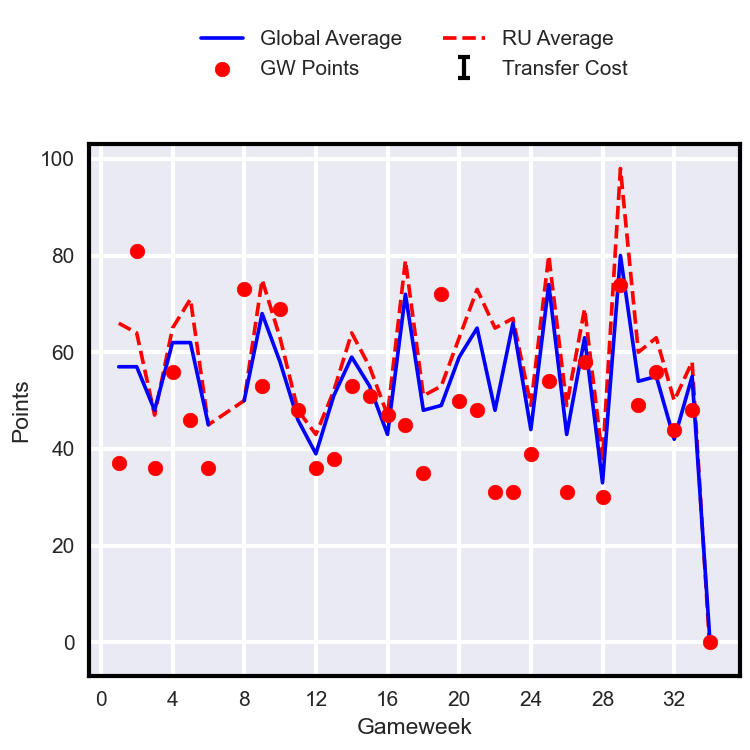 Global Average
RU Average
GW Points
Transfer Cost
100
80
60
40
20
0
Points
0 4 8 12 16 20 24 28 32
Gameweek